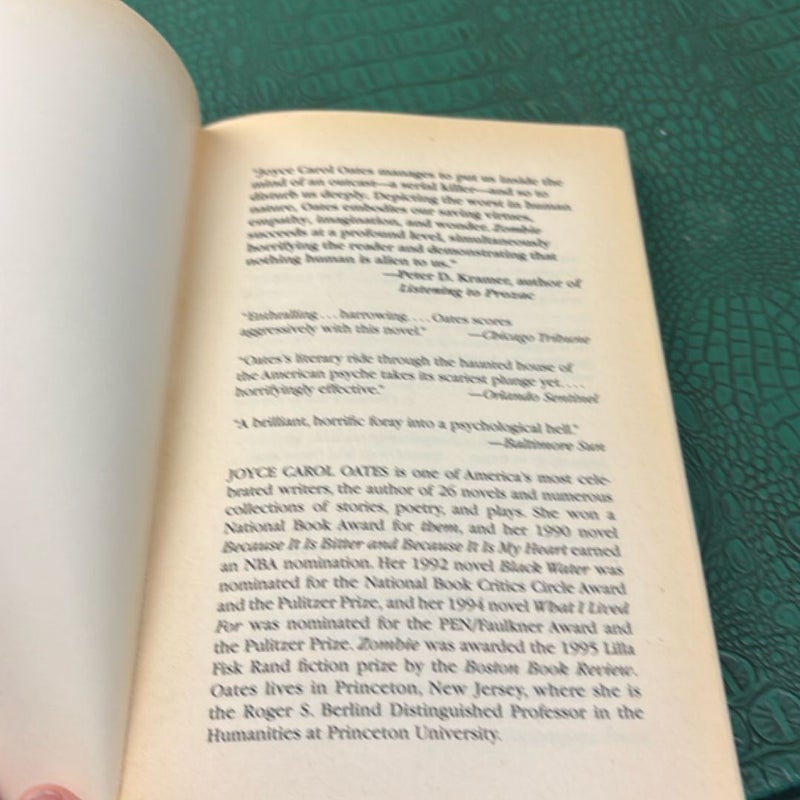 "Joyce Carol Oates manages to put us inside the
mind of an outcast—a serial killer—and so to
disturb us deeply. Depicting the worst in human
nature, Oates embodies our saving virtues,
empathy, imagination, and wonder. Zombie
succeeds at a profound level, simultaneously
horrifying the reader and demonstrating that
nothing human is alien to us."
—Peter D. Kramer, author of
Listening to Prozac
"Enthralling . . . harrowing. . . . Oates scores
aggressively with this novel." —Chicago Tribune
"Oates's literary ride through the haunted house of
the American psyche takes its scariest plunge yet. . . .
horrifyingly effective." —Orlando Sentinel
"A brilliant, horrific foray into a psychological hell."
—Baltimore Sun
JOYCE CAROL OATES is one of America's most cele-
brated writers, the author of 26 novels and numerous
collections of stories, poetry, and plays. She won a
National Book Award for them, and her 1990 novel
Because It Is Bitter and Because It Is My Heart earned
an NBA nomination. Her 1992 novel Black Water was
nominated for the National Book Critics Circle Award
and the Pulitzer Prize, and her 1994 novel What I Lived
For was nominated for the PEN/Faulkner Award and
the Pulitzer Prize. Zombie was awarded the 1995 Lilla
Fisk Rand fiction prize by the Boston Book Review.
Oates lives in Princeton, New Jersey, where she is
the Roger S. Berlind Distinguished Professor in the
Humanities at Princeton University.